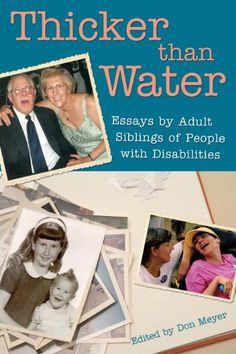 Thicker
than
Water
Essays by Adult
Siblings of People
with Disabilities
Edited by Don Meyer